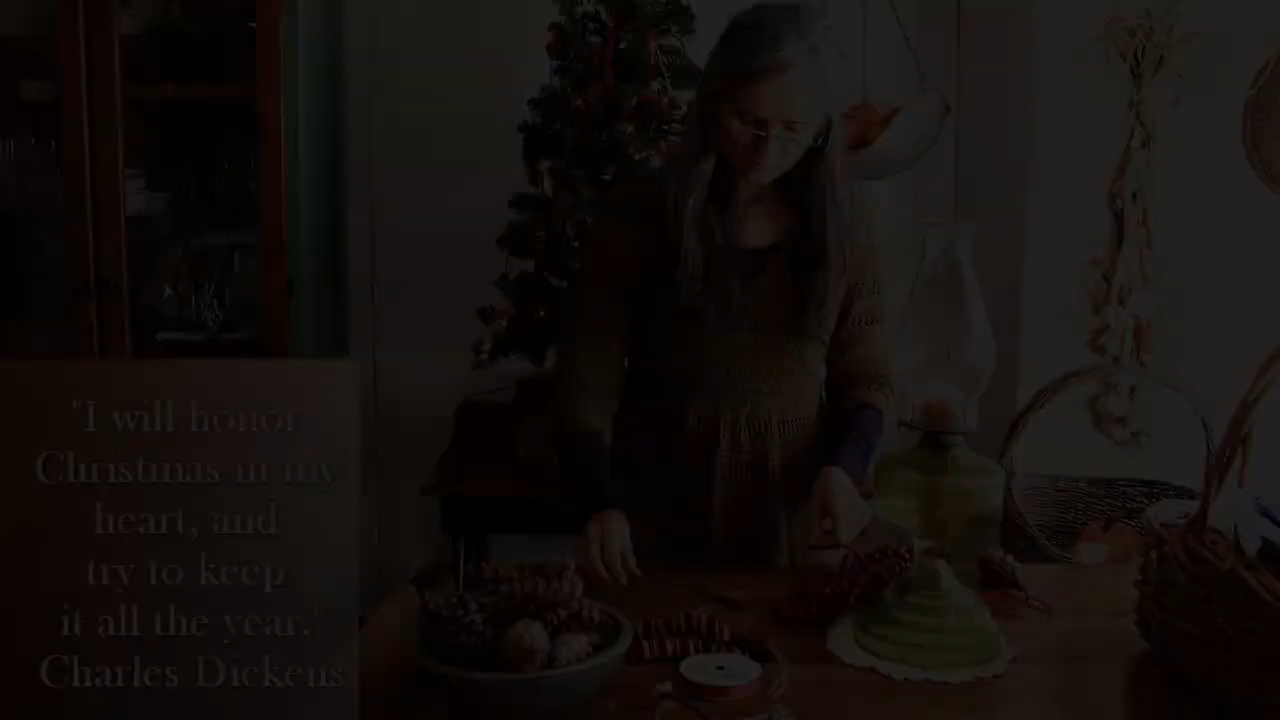 "I will honor
Christmas in my
heart, and
try to keep
it all the year."
Charles Dickens